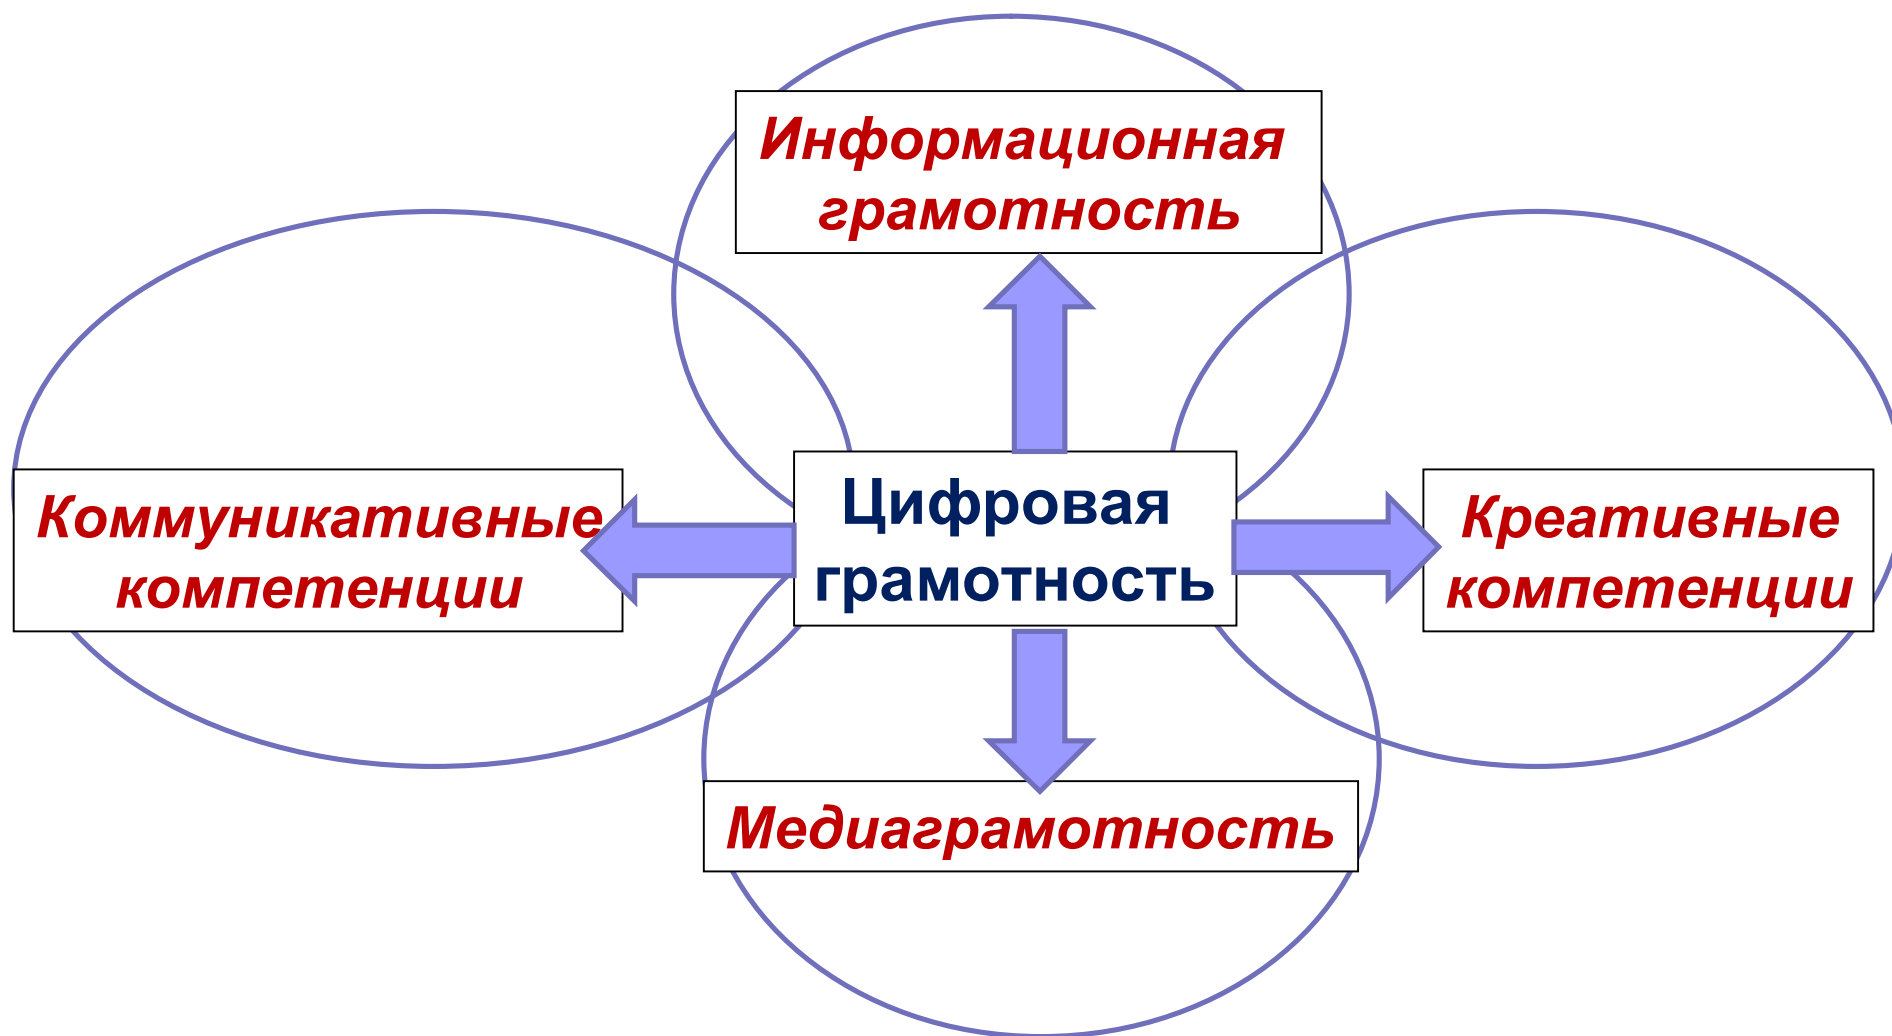 Информационная
грамотность
Коммуникативные
компетенции
Цифровая
грамотность
Креативные
компетенции
Медиаграмотность